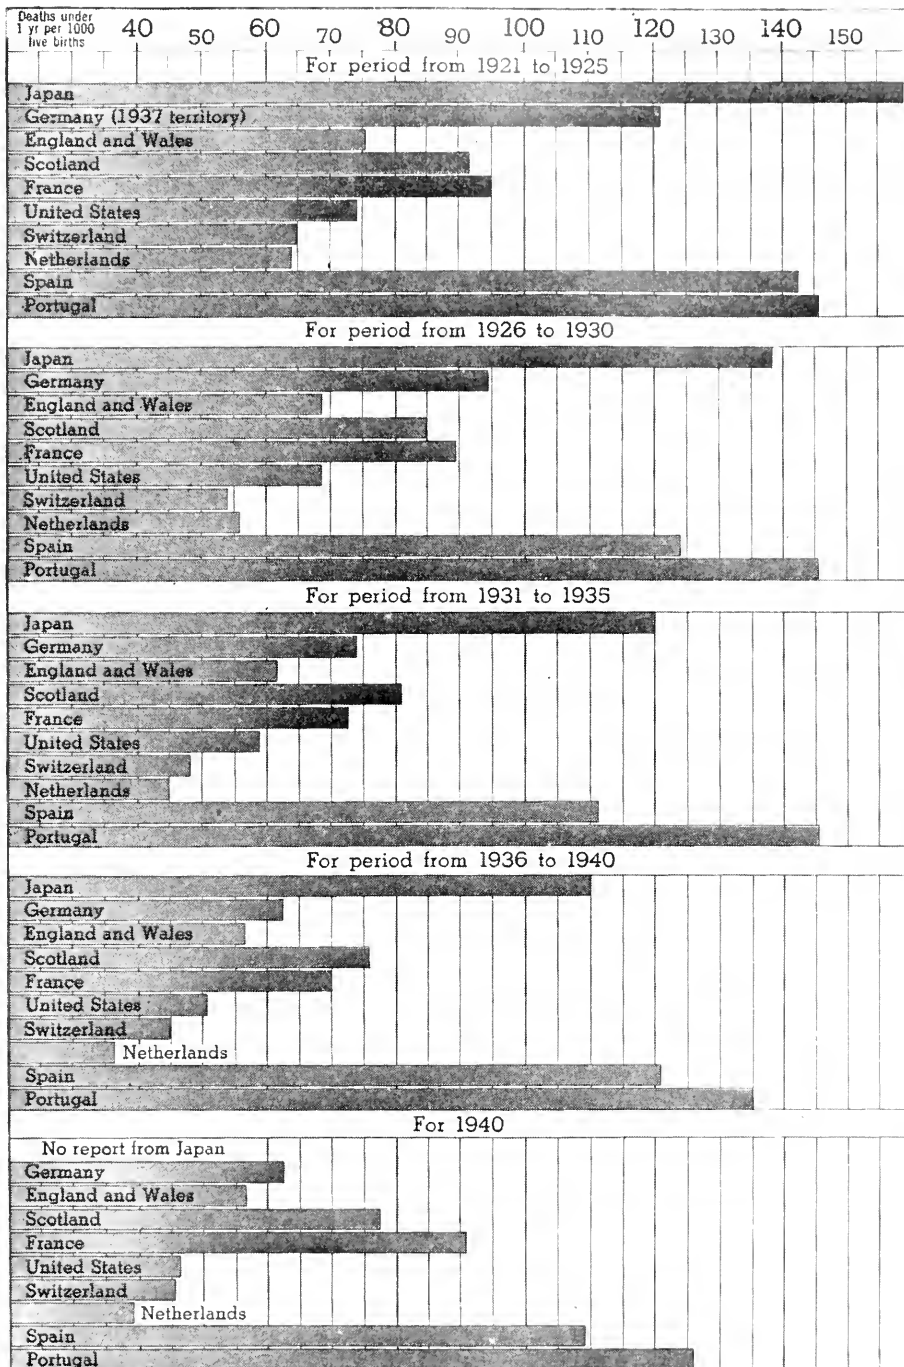 Deaths under
1 yr per 1000
live births
40 50 60 70 80 90 100 110 120 130 140 150
For period from 1921 to 1925
Japan
Germany (1937 territory)
England and Wales
Scotland
France
United States
Switzerland
Netherlands
Spain
Portugal
For period from 1926 to 1930
Japan
Germany
England and Wales
Scotland
France
United States
Switzerland
Netherlands
Spain
Portugal
For period from 1931 to 1935
Japan
Germany
England and Wales
Scotland
France
United States
Switzerland
Netherlands
Spain
Portugal
For period from 1936 to 1940
Japan
Germany
England and Wales
Scotland
France
United States
Switzerland
Netherlands
Spain
Portugal
For 1940
No report from Japan
Germany
England and Wales
Scotland
France
United States
Switzerland
Netherlands
Spain
Portugal